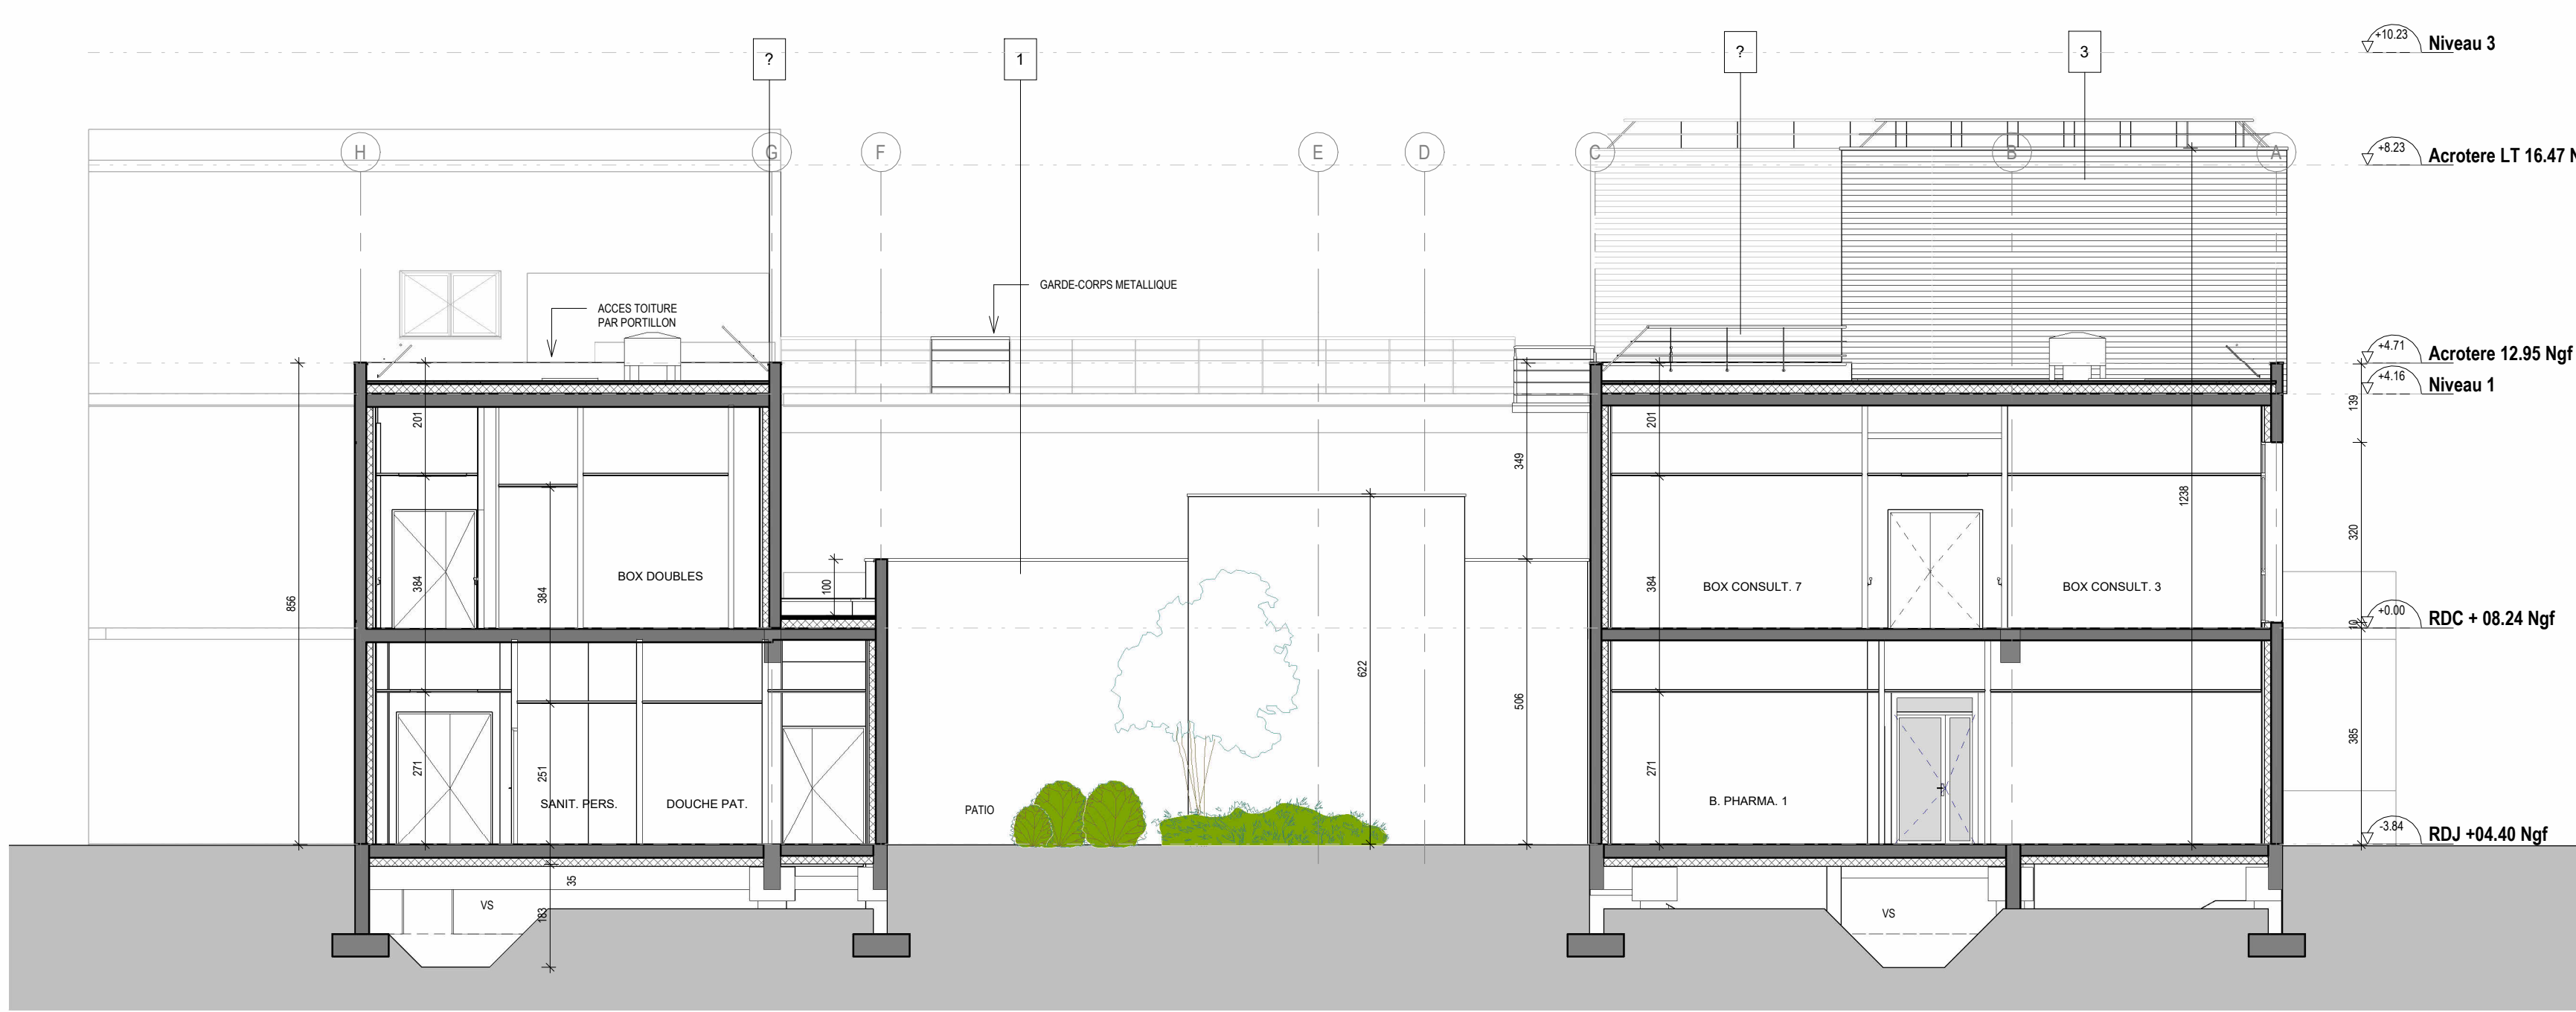 +10.23 Niveau 3
?
1
?
3
H
G
F
E
D
C
B
A
+8.23 Acrotere LT 16.47 N
GARDE-CORPS METALLIQUE
ACCES TOITURE
PAR PORTILLON
+4.71 Acrotere 12.95 Ngf
+4.16 Niveau 1
201
201
139
349
1238
320
384
384
BOX DOUBLES
100
856
384
BOX CONSULT. 7
BOX CONSULT. 3
+0.00 RDC + 08.24 Ngf
10
622
506
385
271
251
271
SANIT. PERS.
DOUCHE PAT.
PATIO
B. PHARMA. 1
-3.84 RDJ +04.40 Ngf
35
183
VS
VS